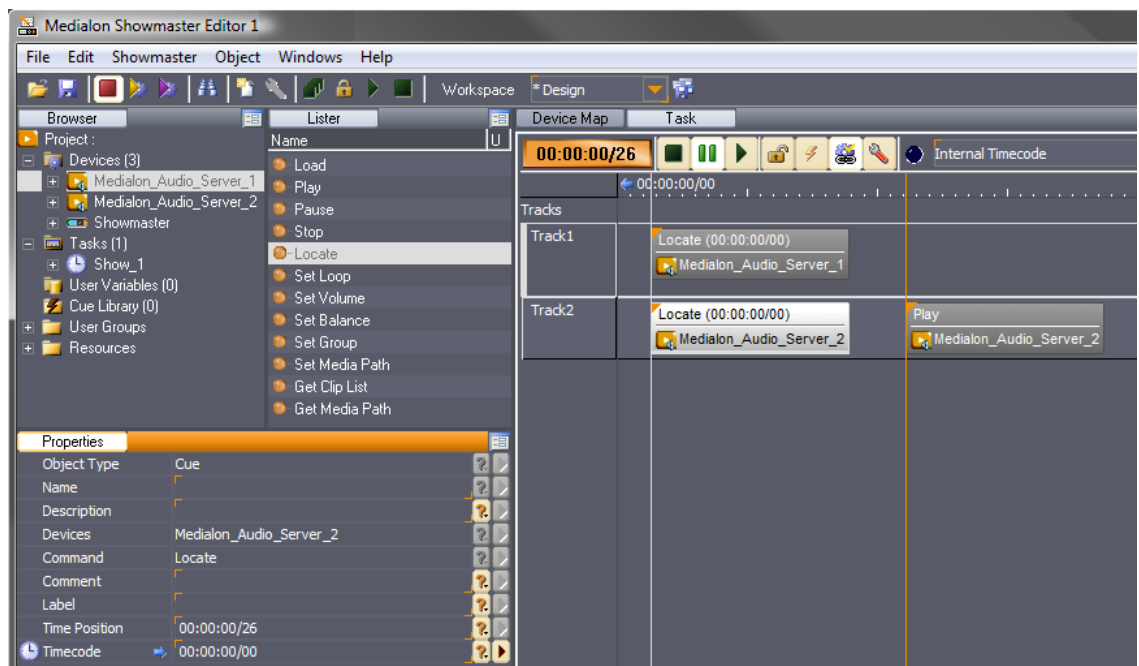 Medialon Showmaster Editor 1
File Edit Showmaster Object Windows Help
Workspace * Design
Browser
Project :
Devices (3)
Medialon_Audio_Server_1
Medialon_Audio_Server_2
Showmaster
Tasks (1)
Show_1
User Variables (0)
Cue Library (0)
User Groups
Resources
Lister
Name U
Load
Play
Pause
Stop
Locate
Set Loop
Set Volume
Set Balance
Set Group
Set Media Path
Get Clip List
Get Media Path
Properties
Object Type Cue
Name
Description
Devices Medialon_Audio_Server_2
Command Locate
Comment
Label
Time Position 00:00:00/26
Timecode 00:00:00/00
Device Map Task
00:00:00/26 Internal Timecode
00:00:00/00
Tracks
Track1
Locate (00:00:00/00)
Medialon_Audio_Server_1
Track2
Locate (00:00:00/00)
Medialon_Audio_Server_2
Play
Medialon_Audio_Server_2